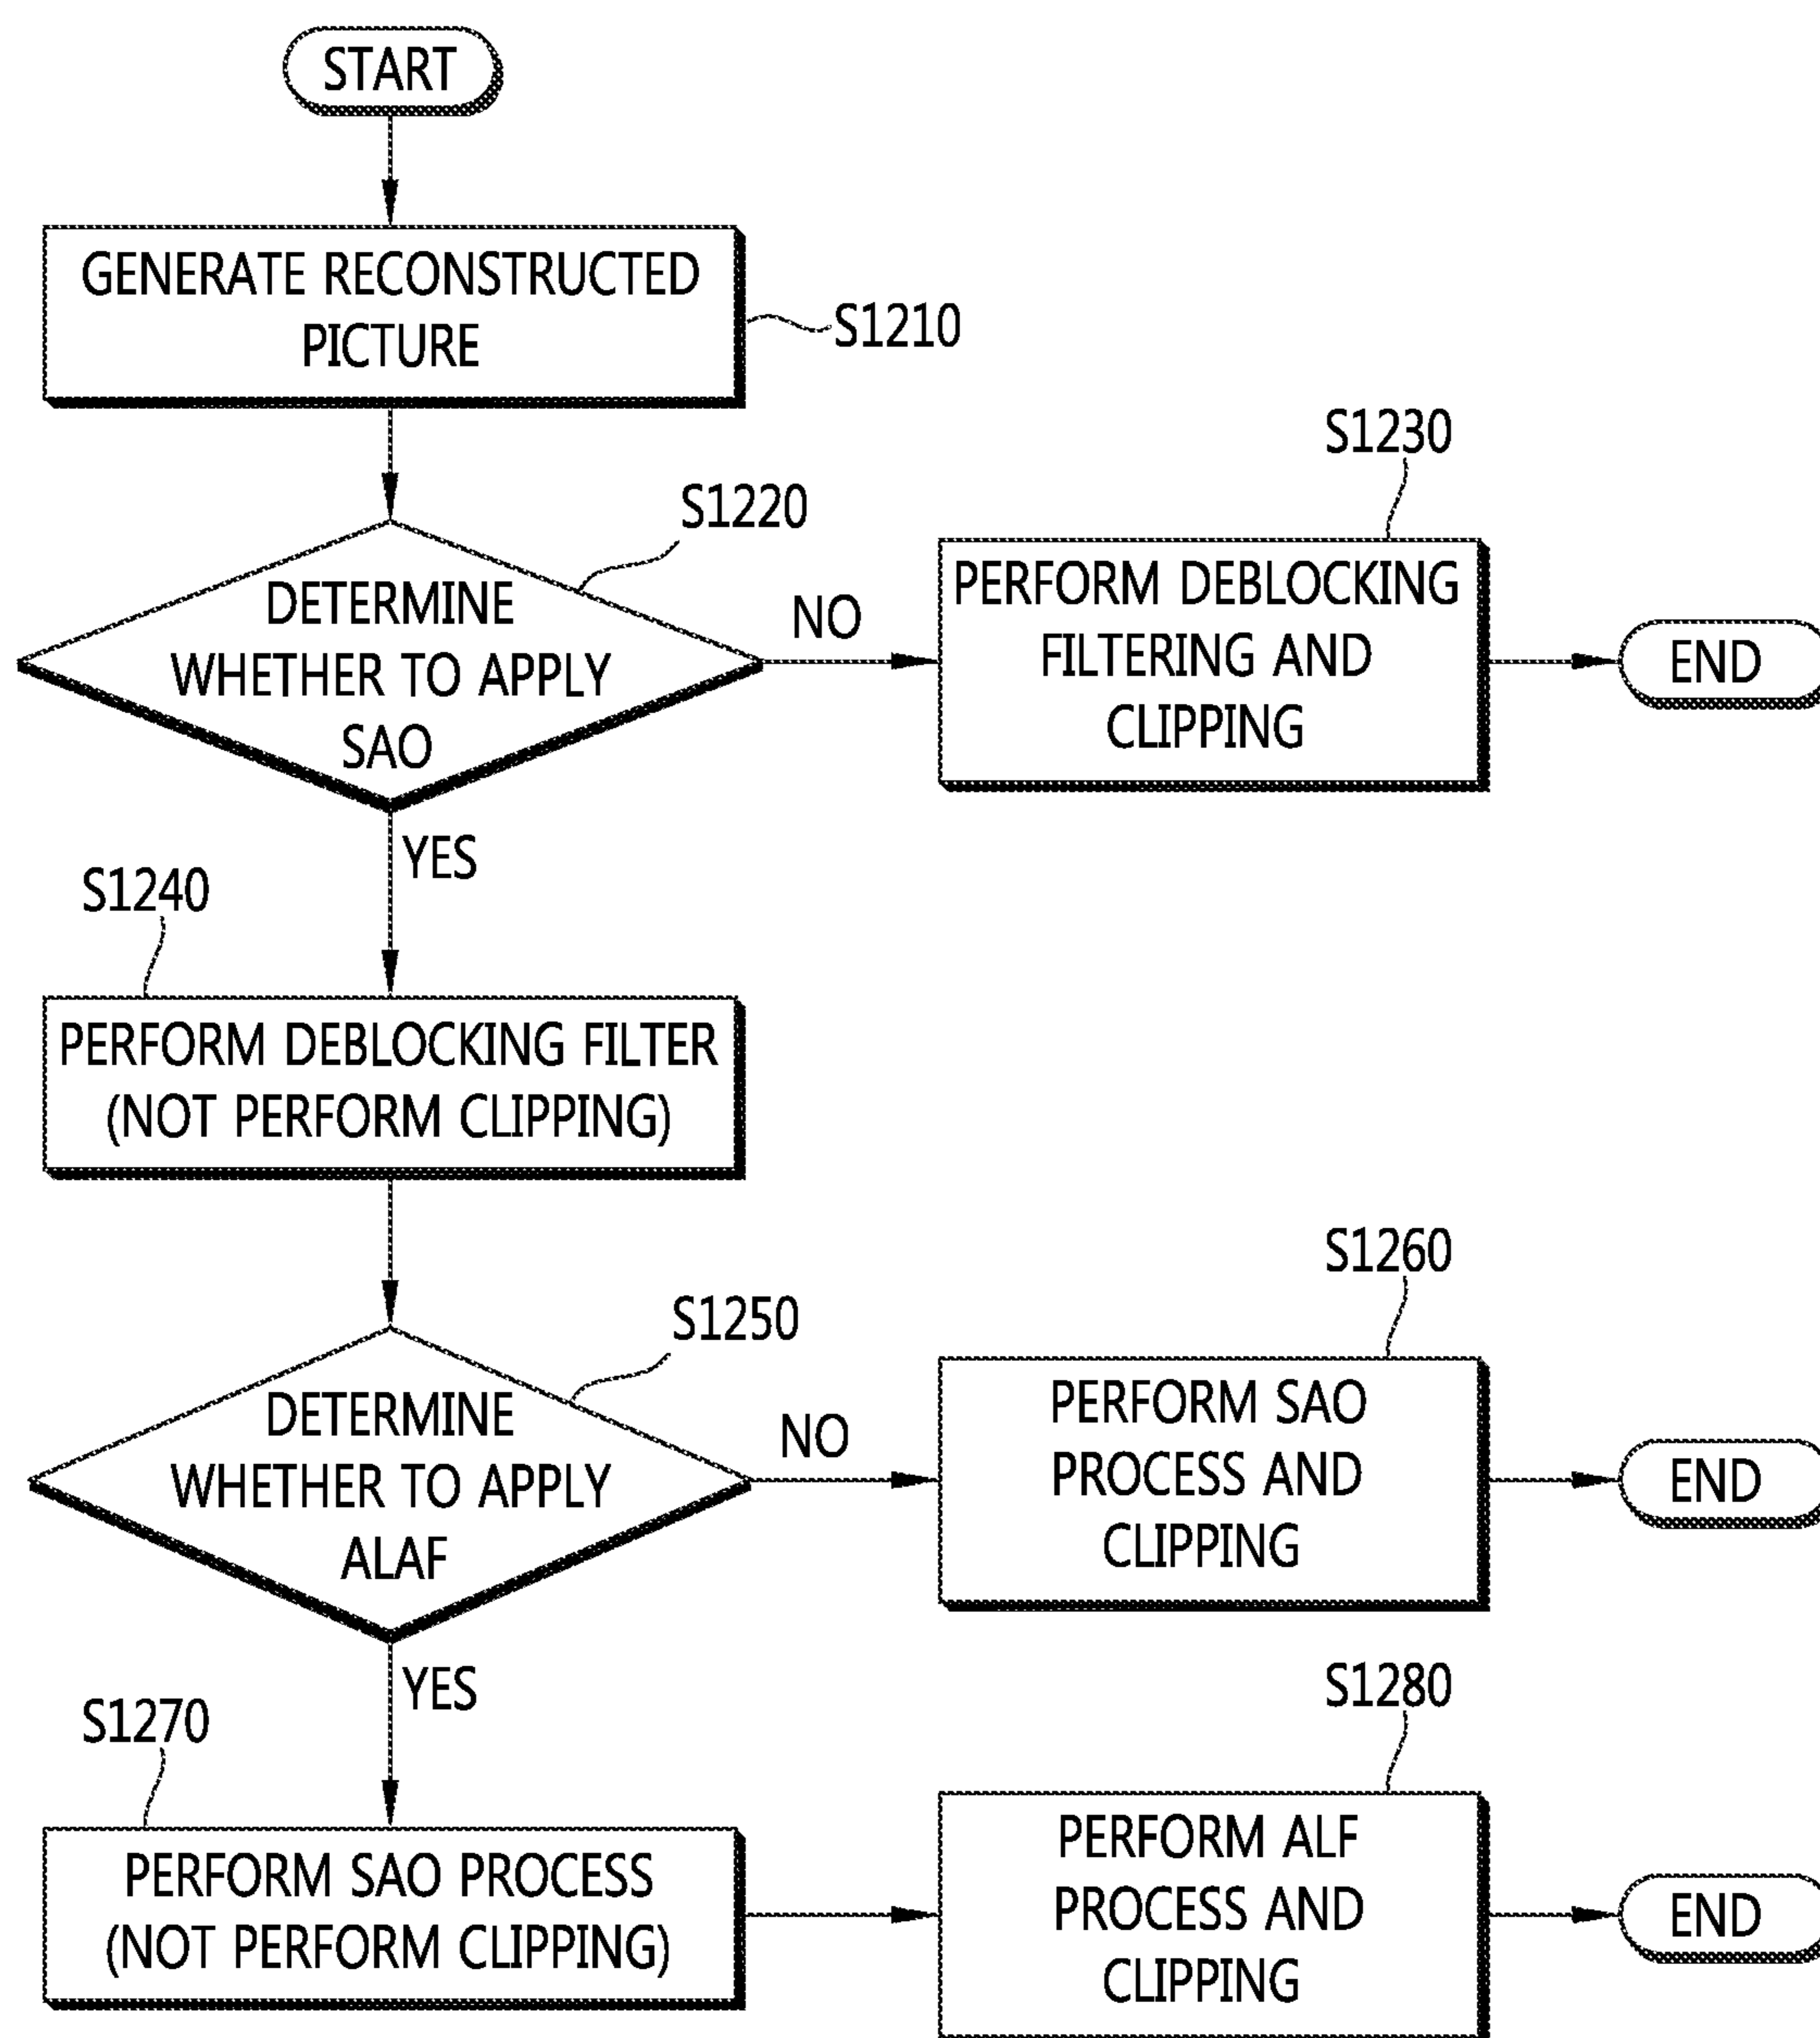 START
GENERATE RECONSTRUCTED
PICTURE
S1210
S1220
DETERMINE
WHETHER TO APPLY
SAO
NO
S1230
PERFORM DEBLOCKING
FILTERING AND
CLIPPING
END
YES
S1240
PERFORM DEBLOCKING FILTER
(NOT PERFORM CLIPPING)
S1250
DETERMINE
WHETHER TO APPLY
ALAF
NO
S1260
PERFORM SAO
PROCESS AND
CLIPPING
END
YES
S1270
PERFORM SAO PROCESS
(NOT PERFORM CLIPPING)
S1280
PERFORM ALF
PROCESS AND
CLIPPING
END